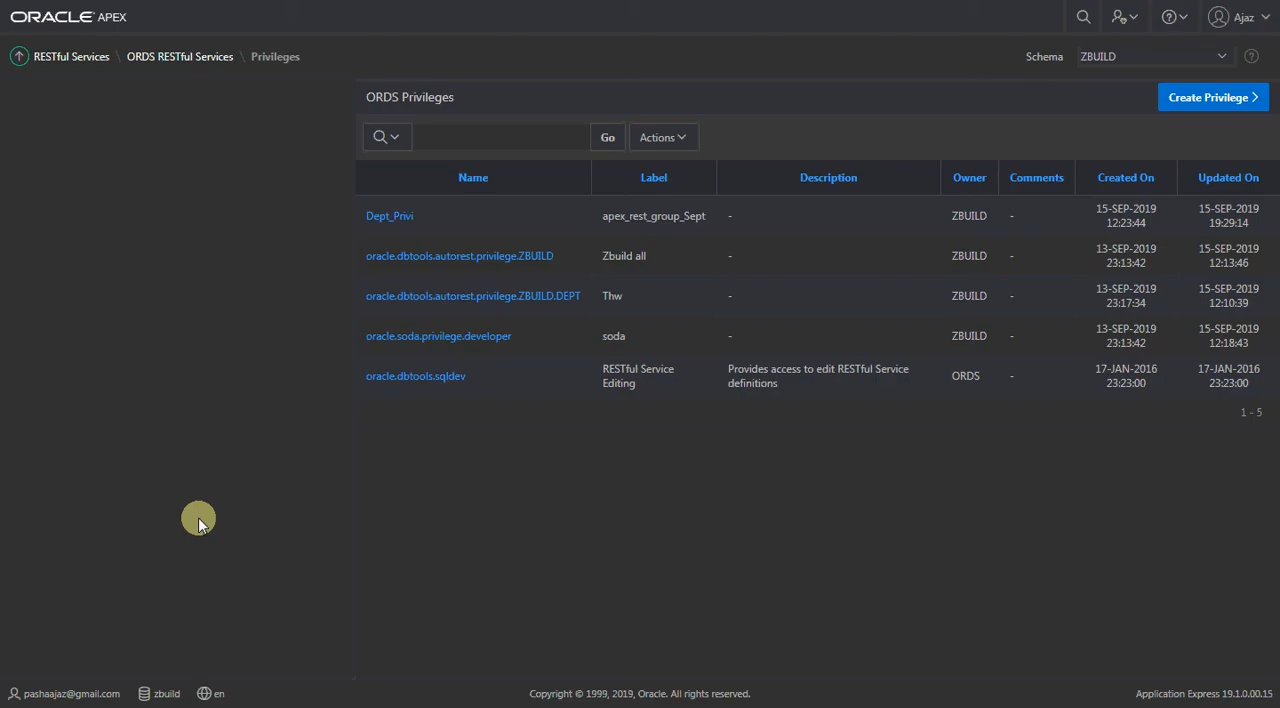 ORACLE APEX
Ajaz
RESTful Services \ ORDS RESTful Services \ Privileges
Schema ZBUILD
ORDS Privileges
Create Privilege
Go Actions
Name Label Description Owner Comments Created On Updated On
Dept_Privi apex_rest_group_Sept - ZBUILD - 15-SEP-2019 12:23:44 15-SEP-2019 19:29:14
oracle.dbtools.autorest.privilege.ZBUILD Zbuild all - ZBUILD - 13-SEP-2019 23:13:42 15-SEP-2019 12:13:46
oracle.dbtools.autorest.privilege.ZBUILD.DEPT Thw - ZBUILD - 13-SEP-2019 23:17:34 15-SEP-2019 12:10:39
oracle.soda.privilege.developer soda - ZBUILD - 13-SEP-2019 23:13:42 15-SEP-2019 12:18:43
oracle.dbtools.sqldev RESTful Service Editing Provides access to edit RESTful Service definitions ORDS - 17-JAN-2016 23:23:00 17-JAN-2016 23:23:00
1 - 5
pashaajaz@gmail.com zbuild en
Copyright © 1999, 2019, Oracle. All rights reserved.
Application Express 19.1.0.00.15